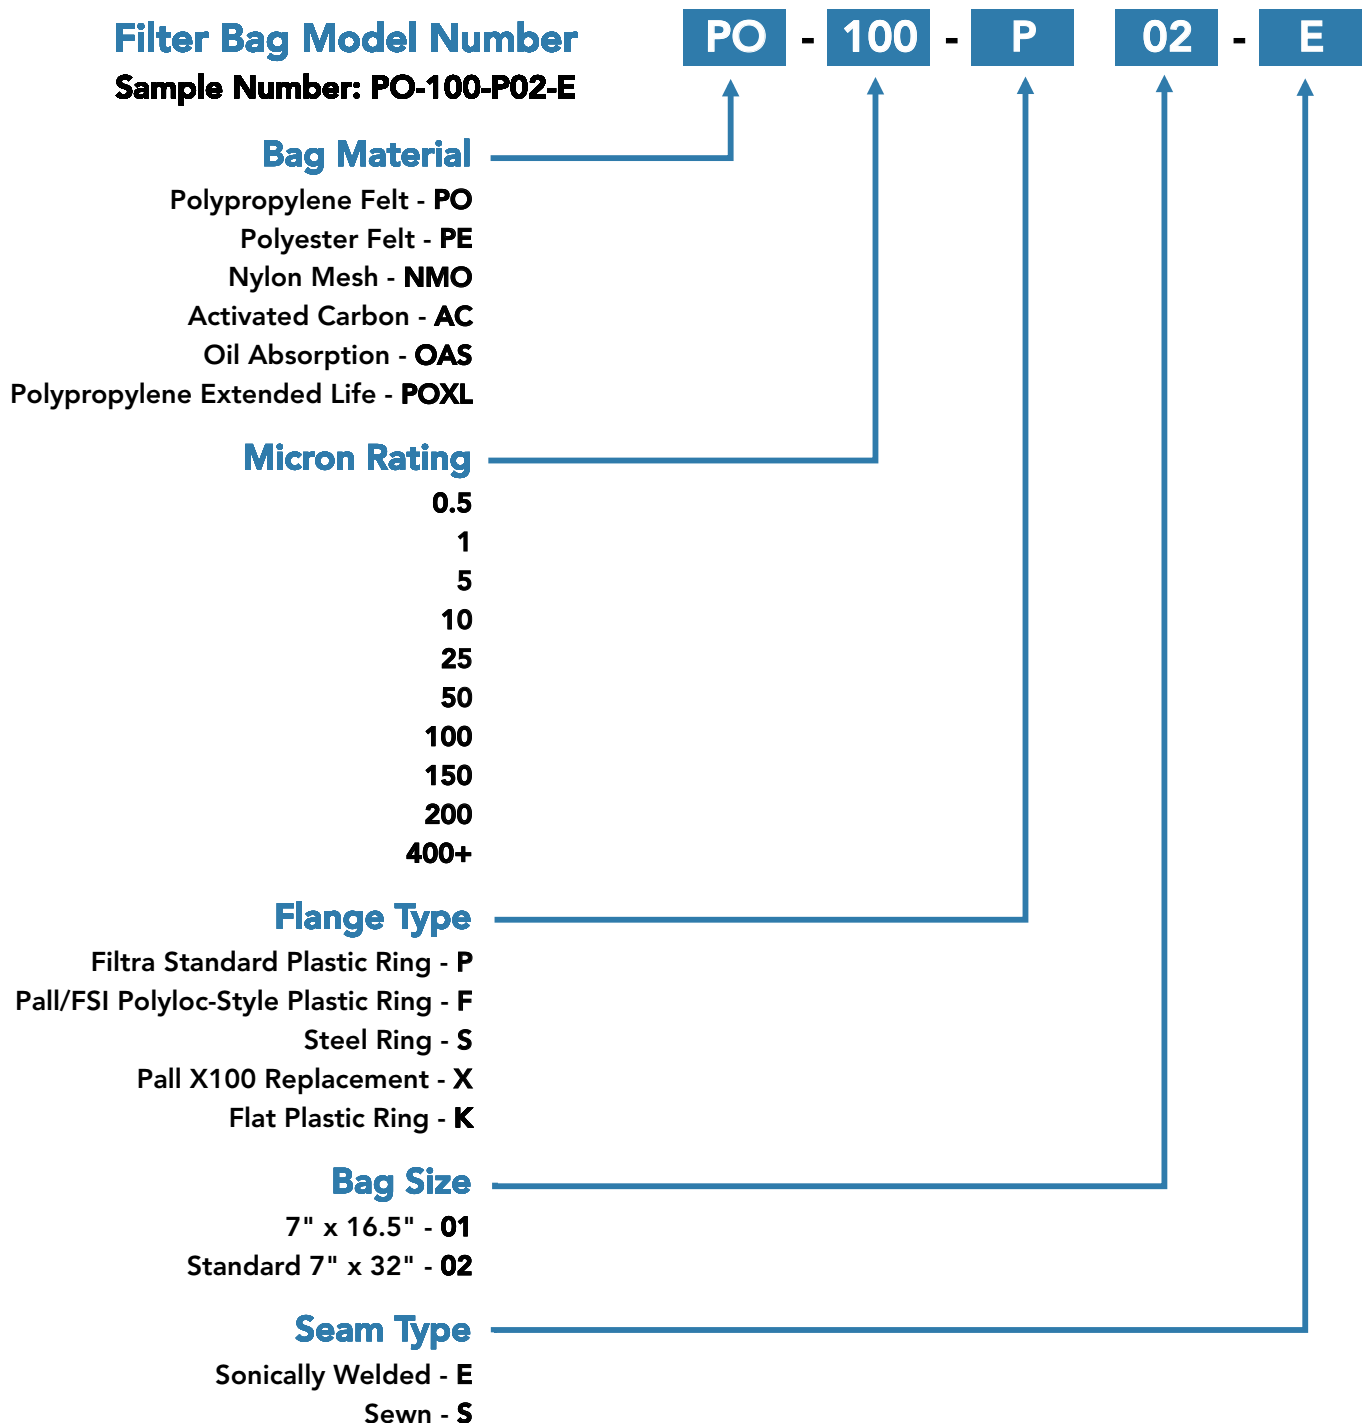 Filter Bag Model Number
PO - 100 - P 02 - E
Sample Number: PO-100-P02-E
Bag Material
Polypropylene Felt - PO
Polyester Felt - PE
Nylon Mesh - NMO
Activated Carbon - AC
Oil Absorption - OAS
Polypropylene Extended Life - POXL
Micron Rating
0.5
1
5
10
25
50
100
150
200
400+
Flange Type
Filtra Standard Plastic Ring - P
Pall/FSI Polyloc-Style Plastic Ring - F
Steel Ring - S
Pall X100 Replacement - X
Flat Plastic Ring - K
Bag Size
7" x 16.5" - 01
Standard 7" x 32" - 02
Seam Type
Sonically Welded - E
Sewn - S